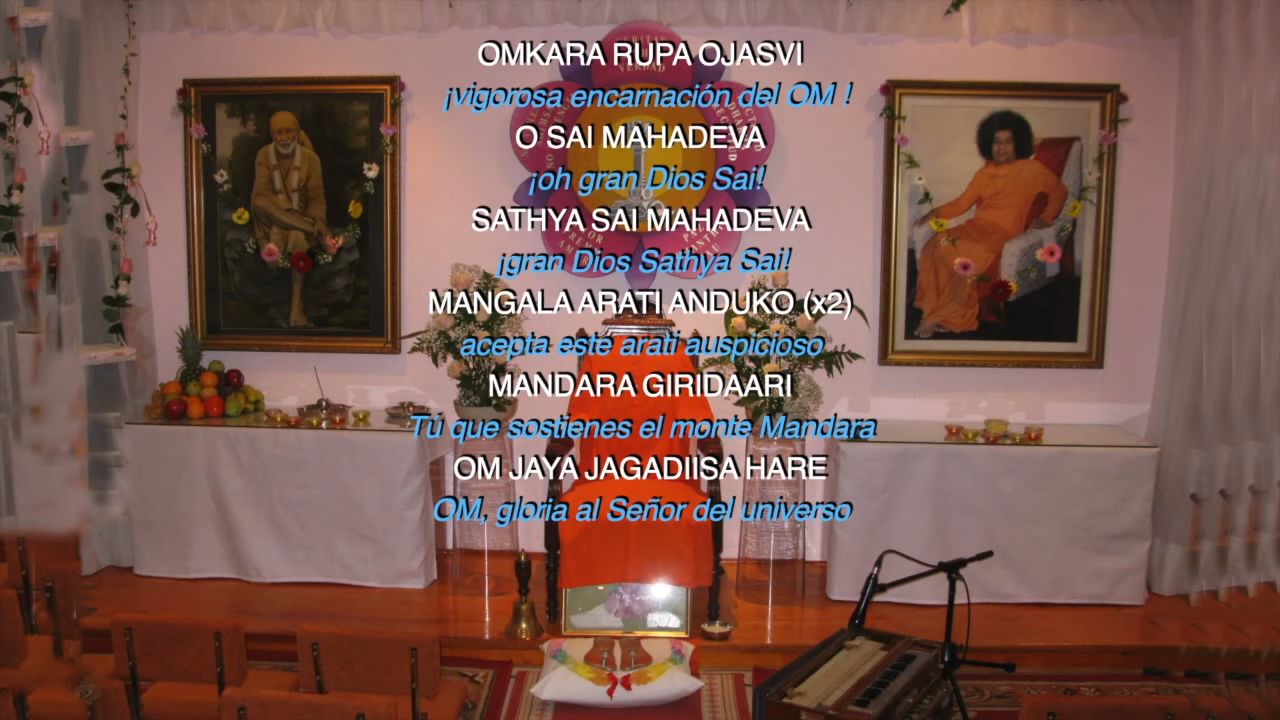 OMKARA RUPA OJASVI
¡vigorosa encarnación del OM !
O SAI MAHADEVA
¡oh gran Dios Sai!
SATHYA SAI MAHADEVA
¡gran Dios Sathya Sai!
MANGALA ARATI ANDUKO (x2)
acepta este arati auspicioso
MANDARA GIRIDAARI
Tú que sostienes el monte Mandara
OM JAYA JAGADIISA HARE
OM, gloria al Señor del universo
VERDAD